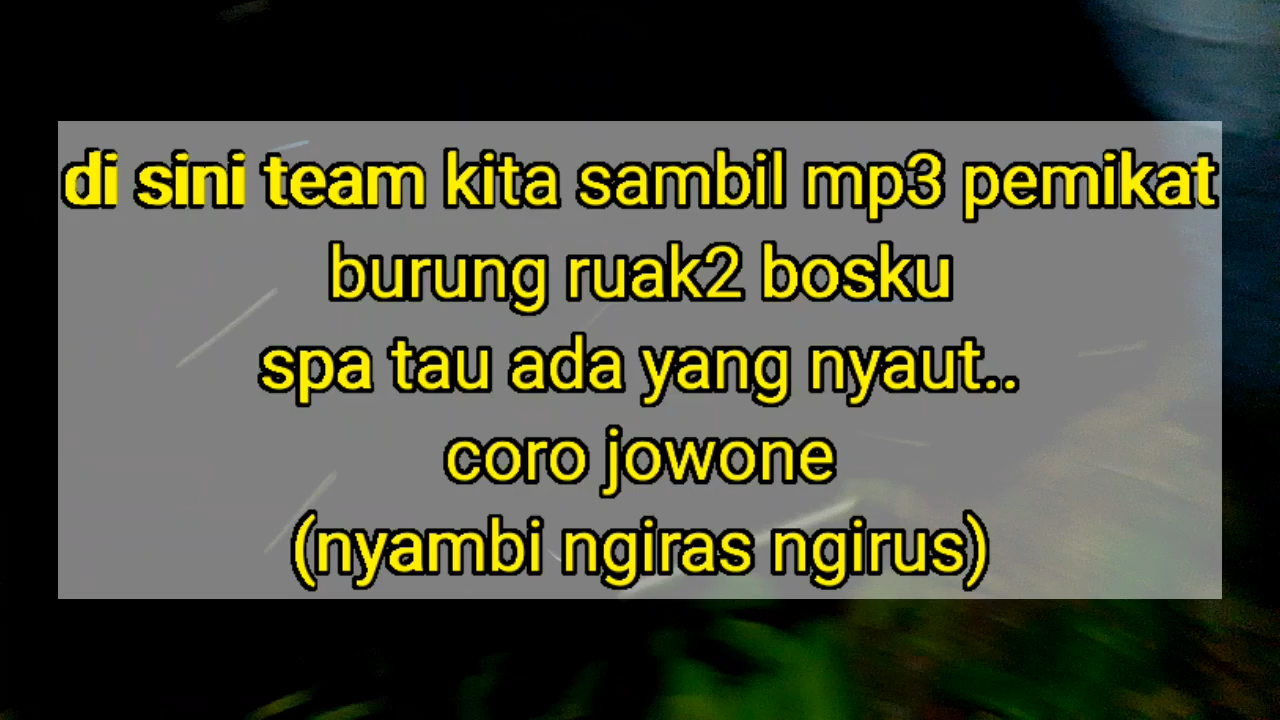 di sini team kita sambil mp3 pemikat
burung ruak2 bosku
spa tau ada yang nyaut..
coro jowone
(nyambi ngiras ngirus)